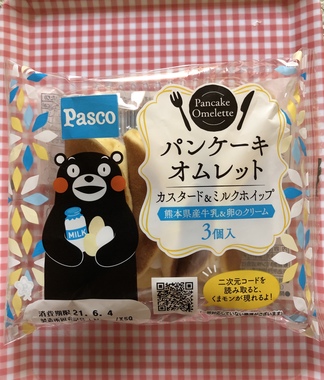 Pasco
Pancake
Omelette
パンケーキ
オムレット
カスタード&ミルクホイップ
熊本県産牛乳&卵のクリーム
3個入
MILK
二次元コードを
読み取ると、
くまモンが現れるよ!
消費期限 21.6.4